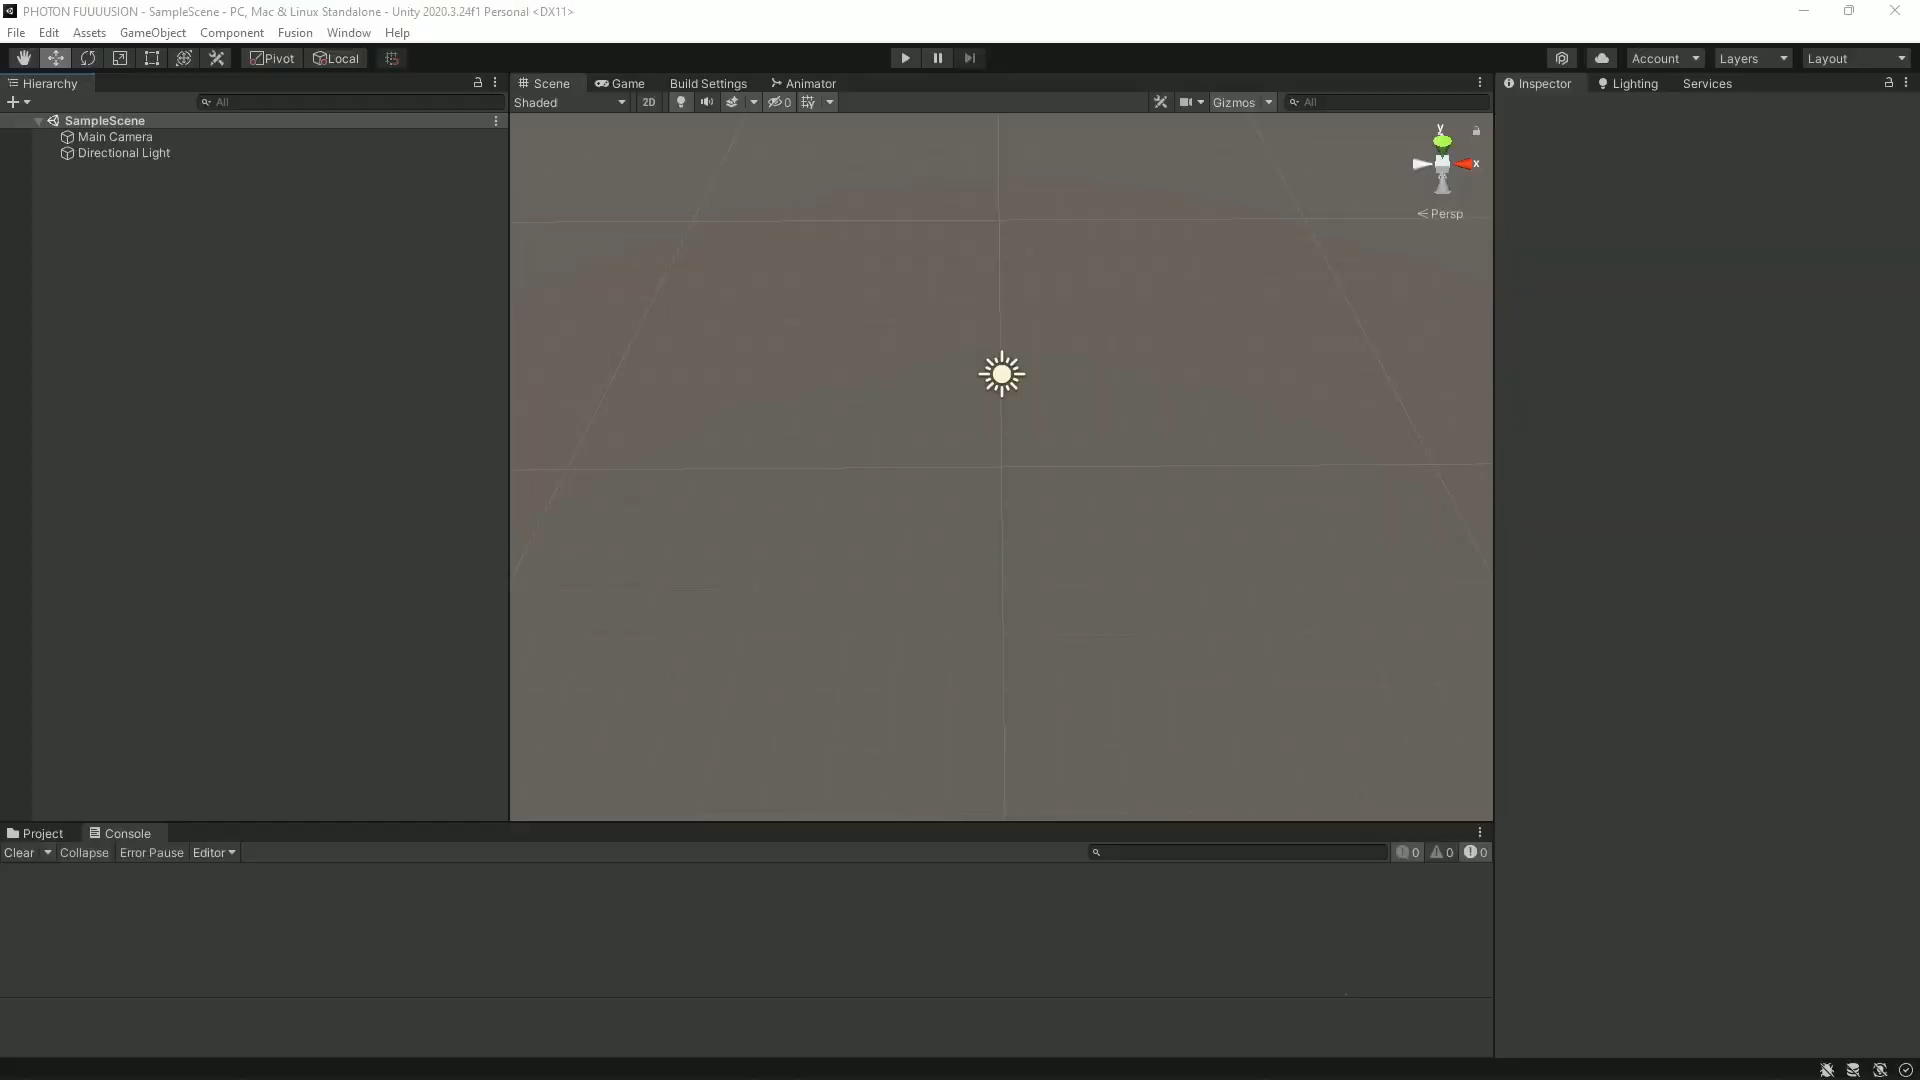 PHOTON FUUUUSION - SampleScene - PC, Mac & Linux Standalone - Unity 2020.3.24f1 Personal <DX11>
File Edit Assets GameObject Component Fusion Window Help
Pivot Local Account Layers Layout
Hierarchy Scene Game Build Settings Animator Inspector Lighting Services
All Shaded 2D 0 Gizmos All
SampleScene
Main Camera
Directional Light
y
x
Persp
Project Console
Clear Collapse Error Pause Editor 0 0 0